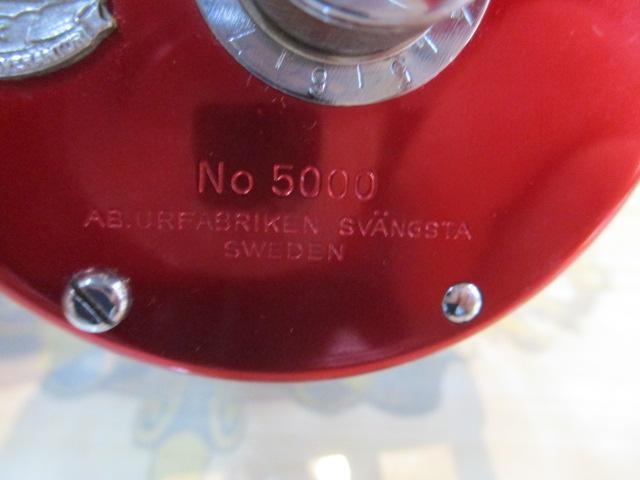 No 5000
AB.URFABRIKEN SVÄNGSTA
SWEDEN